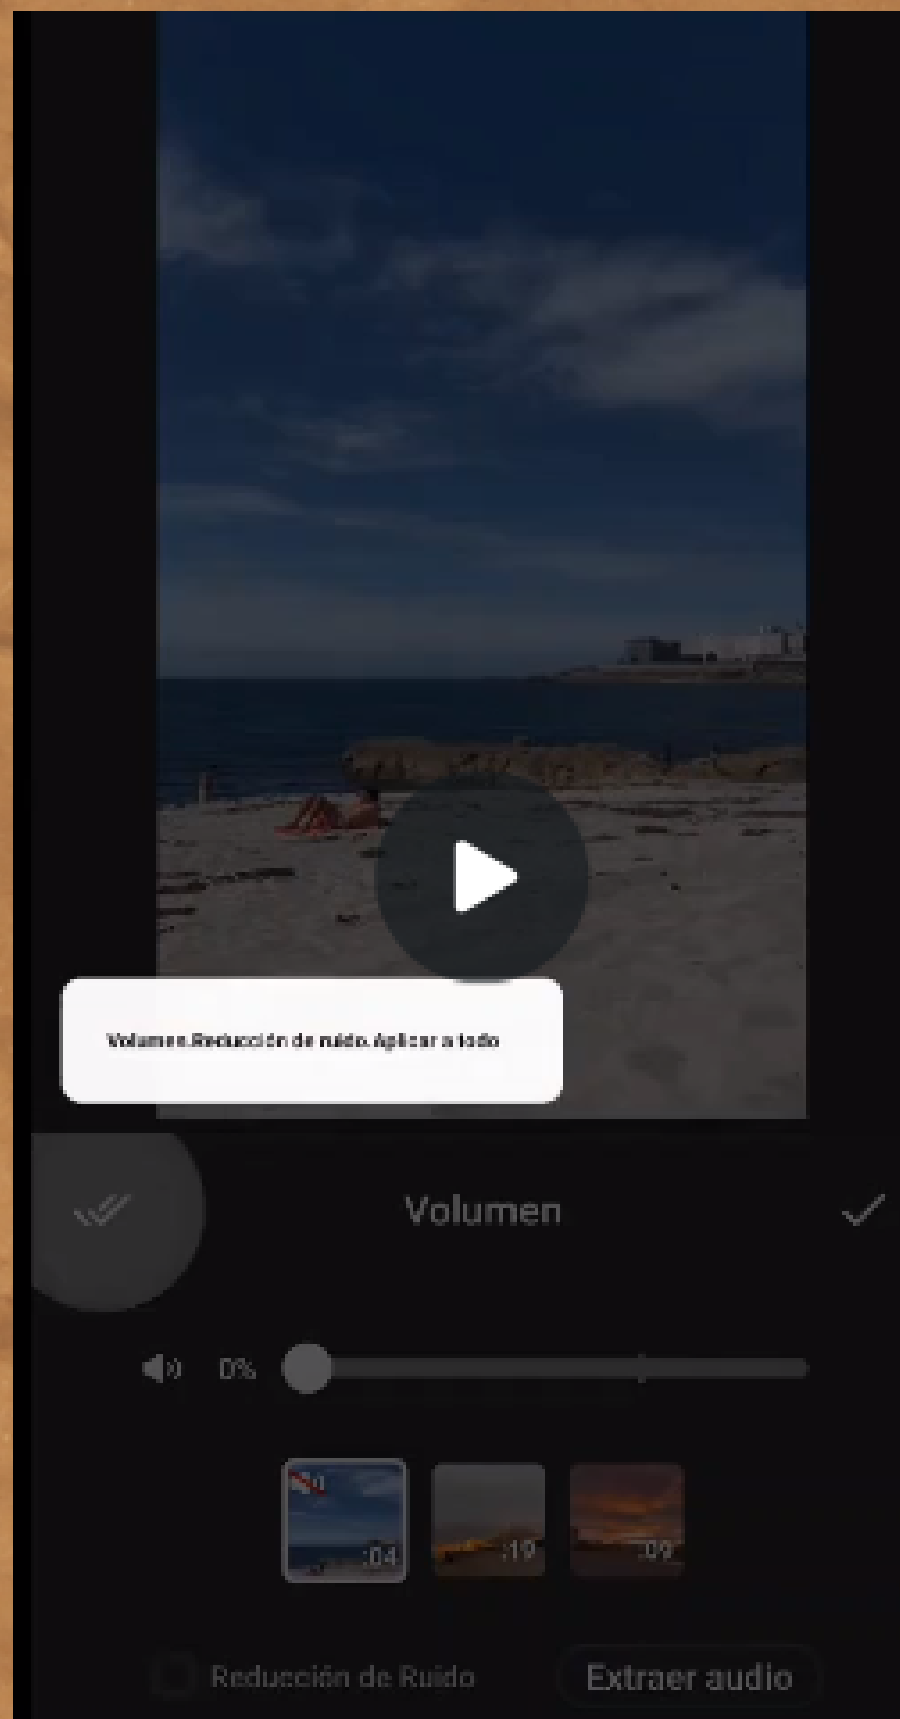 Volumen.Reducción de ruido. Aplicar a todo
Volumen
0%
:04 :19 :09
Reducción de Ruido Extraer audio